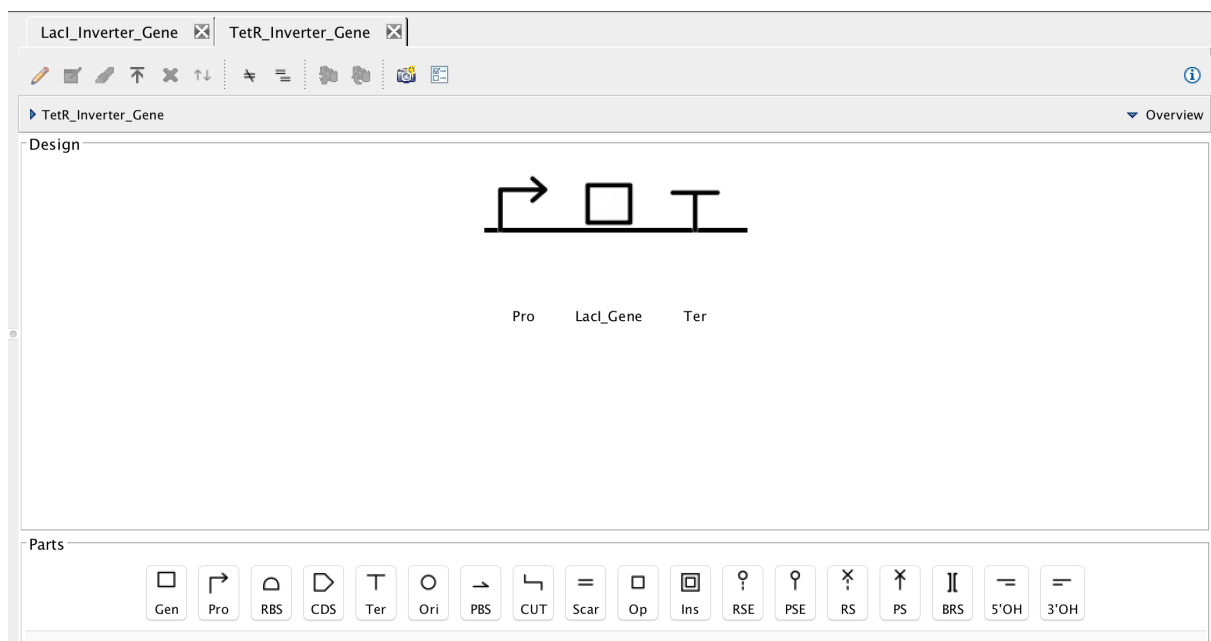 LacI_Inverter_Gene TetR_Inverter_Gene
TetR_Inverter_Gene Overview
Design
Pro LacI_Gene Ter
Parts
Gen Pro RBS CDS Ter Ori PBS CUT Scar Op Ins RSE PSE RS PS BRS 5'OH 3'OH